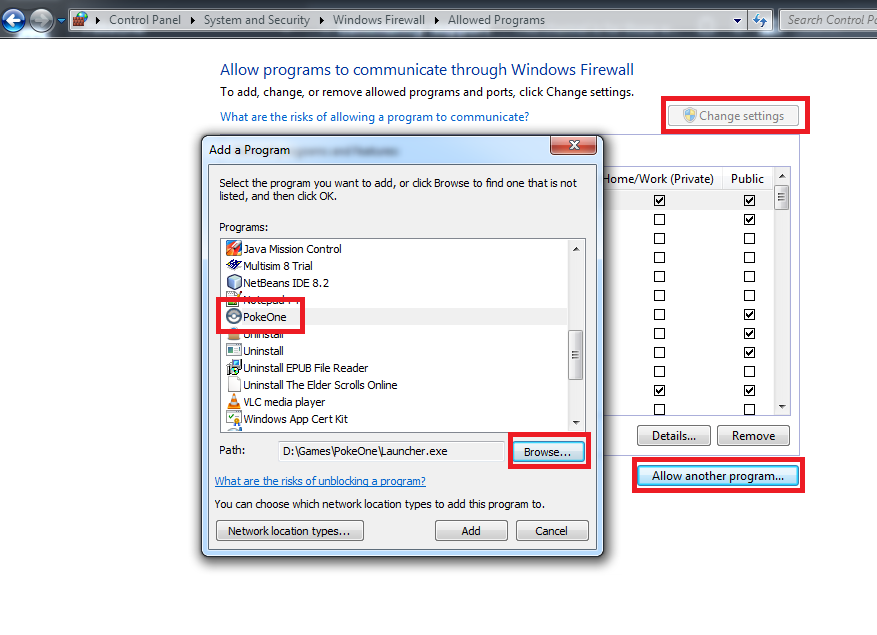 Control Panel ▸ System and Security ▸ Windows Firewall ▸ Allowed Programs
Search Control Pa
Allow programs to communicate through Windows Firewall
To add, change, or remove allowed programs and ports, click Change settings.
What are the risks of allowing a program to communicate?
Change settings
Add a Program
Select the program you want to add, or click Browse to find one that is not
listed, and then click OK.
Programs:
Java Mission Control
Multisim 8 Trial
NetBeans IDE 8.2
PokeOne
Uninstall
Uninstall
Uninstall EPUB File Reader
Uninstall The Elder Scrolls Online
VLC media player
Windows App Cert Kit
Path:
D:\Games\PokeOne\Launcher.exe
Browse...
What are the risks of unblocking a program?
You can choose which network location types to add this program to.
Network location types...
Add
Cancel
Home/Work (Private)
Public
Details...
Remove
Allow another program...